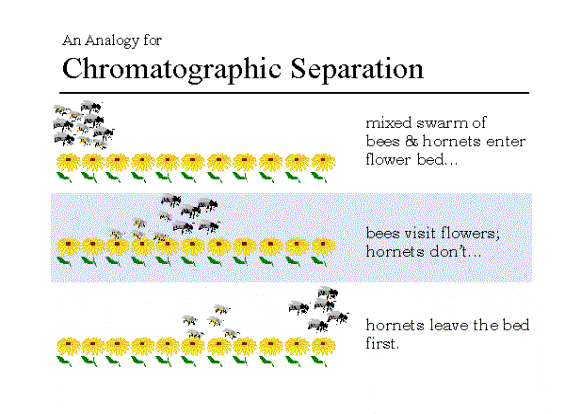 An Analogy for
Chromatographic Separation
mixed swarm of
bees & hornets enter
flower bed...
bees visit flowers;
hornets don't...
hornets leave the bed
first.